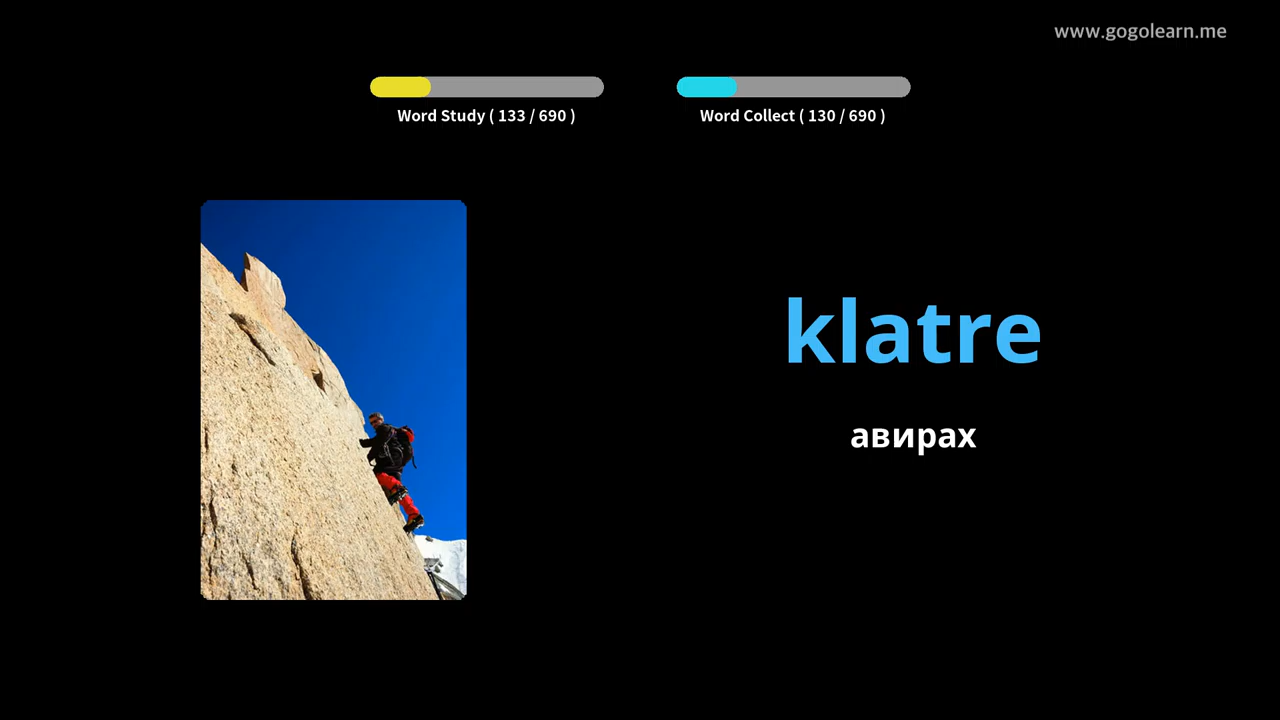 www.gogolearn.me
Word Study ( 133 / 690 )
Word Collect ( 130 / 690 )
klatre
авирах